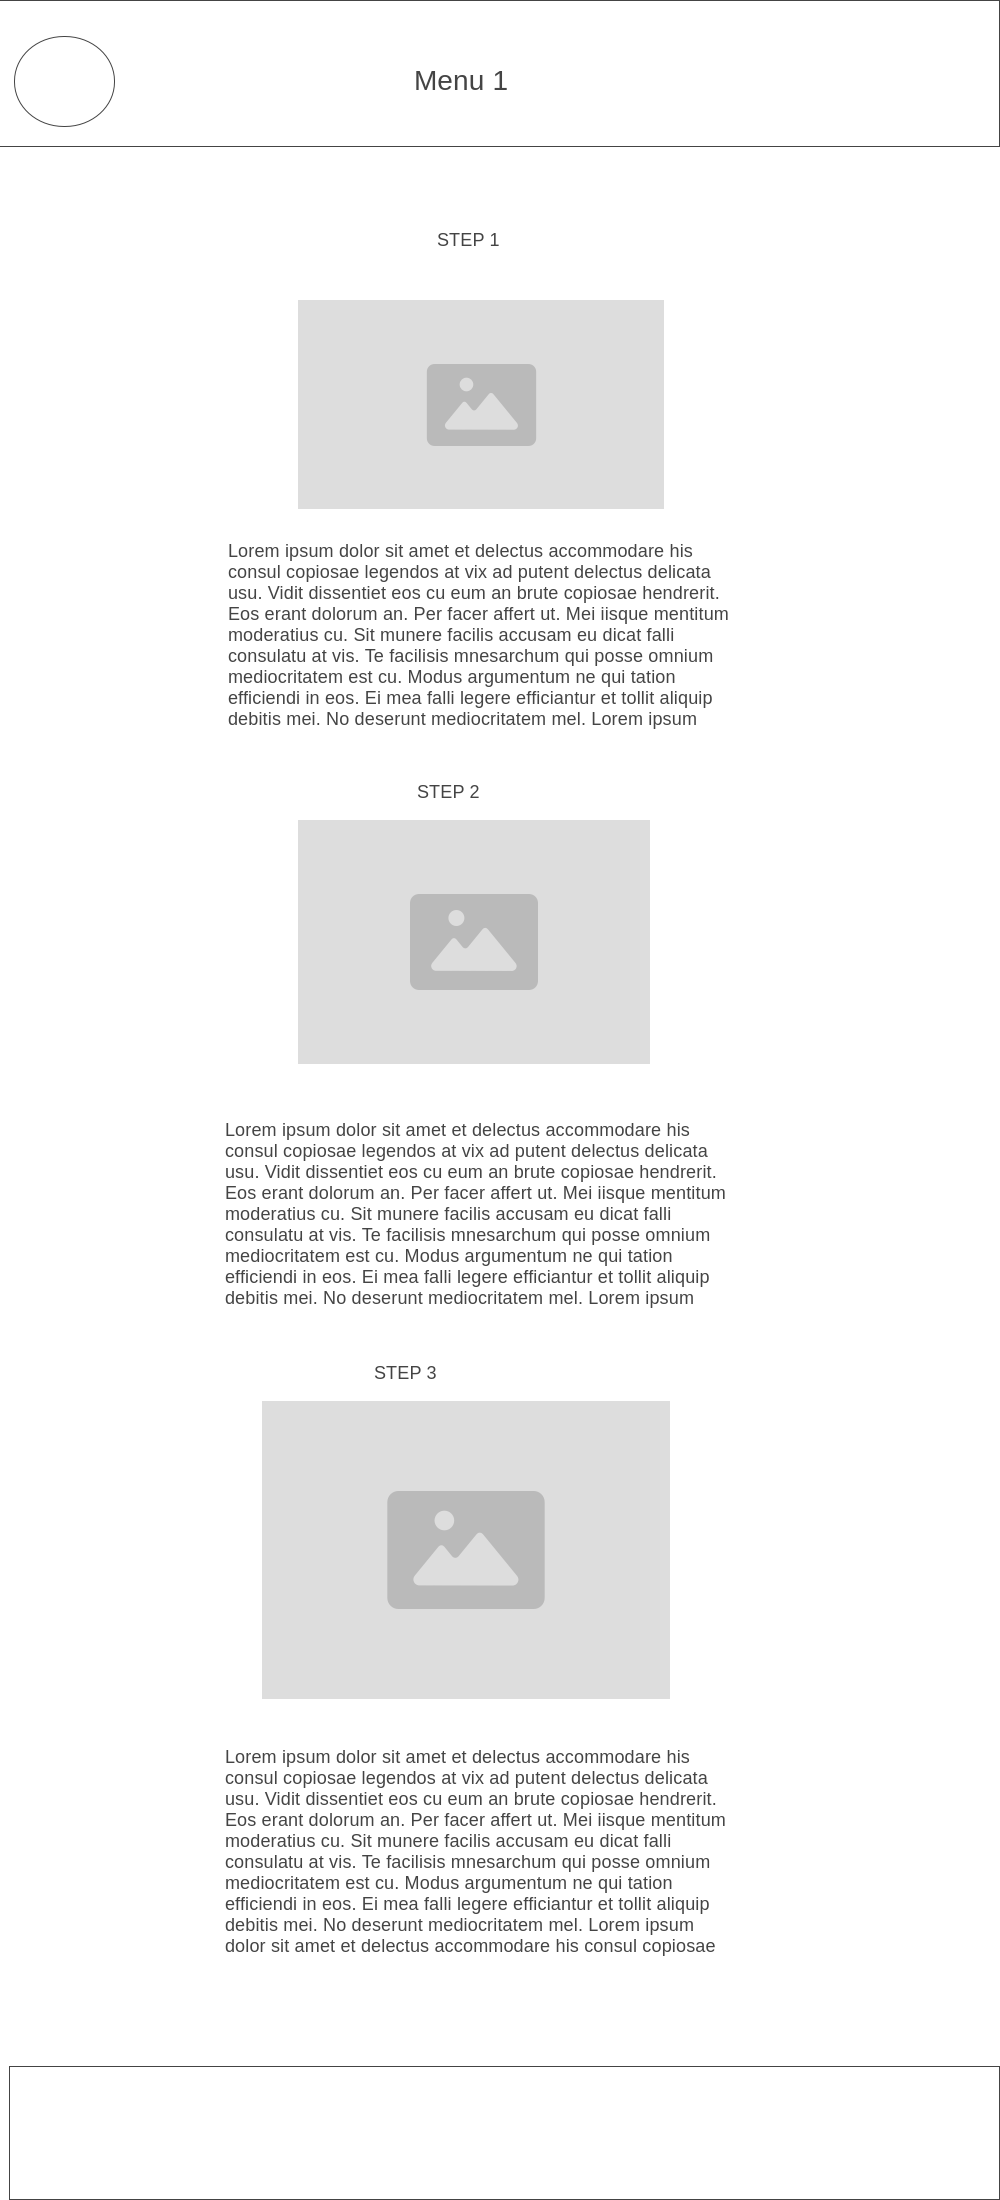 Menu 1
STEP 1
Lorem ipsum dolor sit amet et delectus accommodare his
consul copiosae legendos at vix ad putent delectus delicata
usu. Vidit dissentiet eos cu eum an brute copiosae hendrerit.
Eos erant dolorum an. Per facer affert ut. Mei iisque mentitum
moderatius cu. Sit munere facilis accusam eu dicat falli
consulatu at vis. Te facilisis mnesarchum qui posse omnium
mediocritatem est cu. Modus argumentum ne qui tation
efficiendi in eos. Ei mea falli legere efficiantur et tollit aliquip
debitis mei. No deserunt mediocritatem mel. Lorem ipsum
STEP 2
Lorem ipsum dolor sit amet et delectus accommodare his
consul copiosae legendos at vix ad putent delectus delicata
usu. Vidit dissentiet eos cu eum an brute copiosae hendrerit.
Eos erant dolorum an. Per facer affert ut. Mei iisque mentitum
moderatius cu. Sit munere facilis accusam eu dicat falli
consulatu at vis. Te facilisis mnesarchum qui posse omnium
mediocritatem est cu. Modus argumentum ne qui tation
efficiendi in eos. Ei mea falli legere efficiantur et tollit aliquip
debitis mei. No deserunt mediocritatem mel. Lorem ipsum
STEP 3
Lorem ipsum dolor sit amet et delectus accommodare his
consul copiosae legendos at vix ad putent delectus delicata
usu. Vidit dissentiet eos cu eum an brute copiosae hendrerit.
Eos erant dolorum an. Per facer affert ut. Mei iisque mentitum
moderatius cu. Sit munere facilis accusam eu dicat falli
consulatu at vis. Te facilisis mnesarchum qui posse omnium
mediocritatem est cu. Modus argumentum ne qui tation
efficiendi in eos. Ei mea falli legere efficiantur et tollit aliquip
debitis mei. No deserunt mediocritatem mel. Lorem ipsum
dolor sit amet et delectus accommodare his consul copiosae